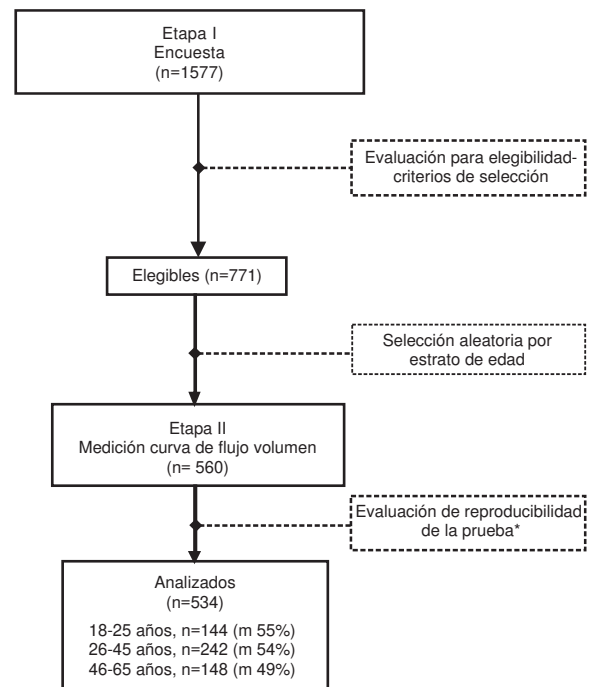 Etapa I
Encuesta
(n=1577)
Evaluación para elegibilidad-
criterios de selección
Elegibles (n=771)
Selección aleatoria por
estrato de edad
Etapa II
Medición curva de flujo volumen
(n= 560)
Evaluación de reproducibilidad
de la prueba*
Analizados
(n=534)
18-25 años, n=144 (m 55%)
26-45 años, n=242 (m 54%)
46-65 años, n=148 (m 49%)